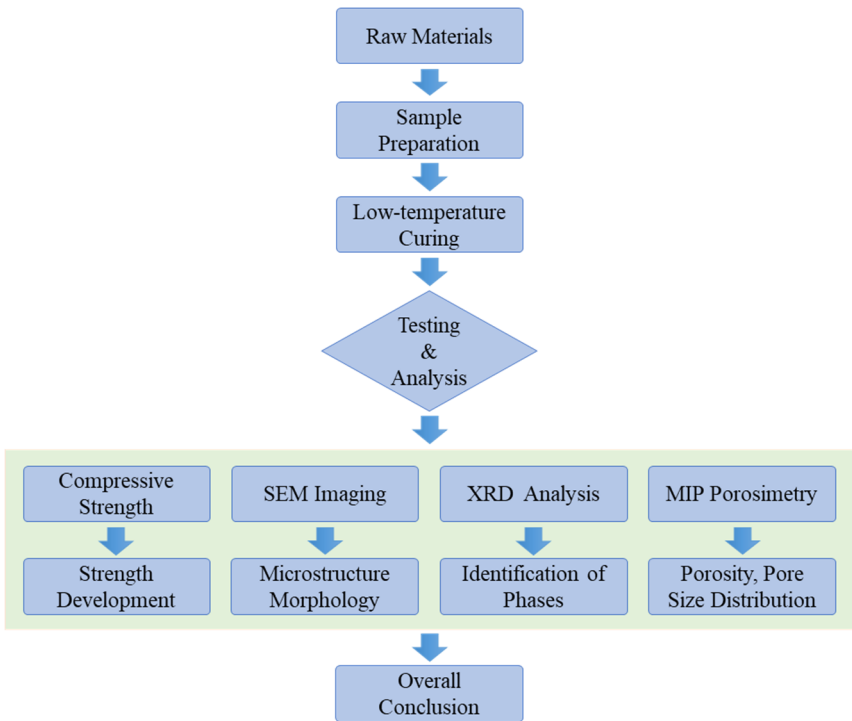 Raw Materials
Sample
Preparation
Low-temperature
Curing
Testing
&
Analysis
Compressive
Strength
SEM Imaging
XRD Analysis
MIP Porosimetry
Strength
Development
Microstructure
Morphology
Identification of
Phases
Porosity, Pore
Size Distribution
Overall
Conclusion